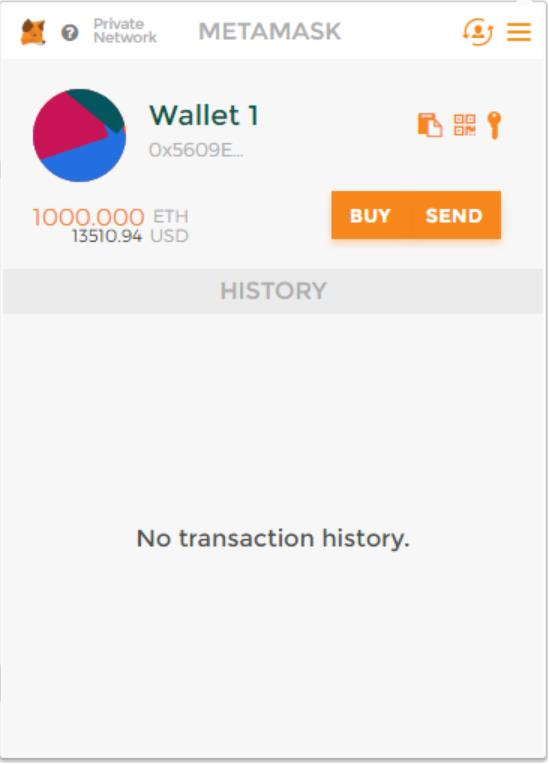 Private
Network
METAMASK
Wallet 1
0x5609E...
1000.000 ETH
13510.94 USD
BUY
SEND
HISTORY
No transaction history.